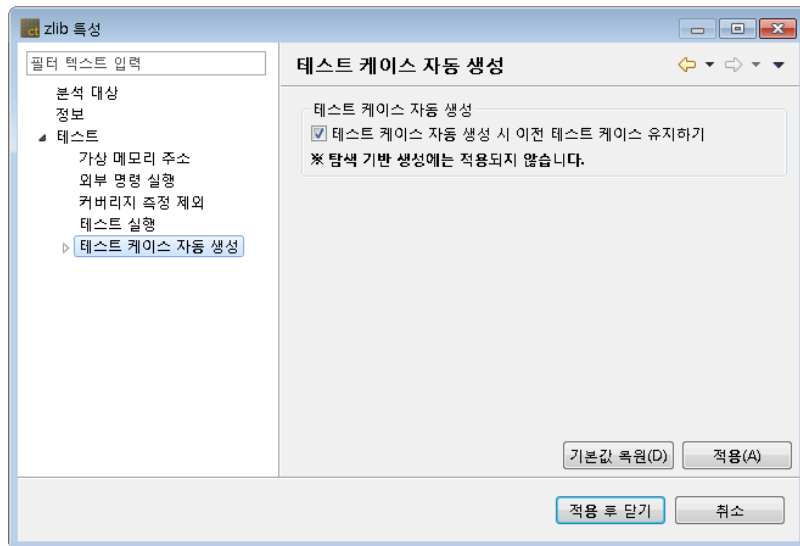 ct zlib 특성
필터 텍스트 입력
분석 대상
정보
테스트
가상 메모리 주소
외부 명령 실행
커버리지 측정 제외
테스트 실행
테스트 케이스 자동 생성
테스트 케이스 자동 생성
테스트 케이스 자동 생성
테스트 케이스 자동 생성 시 이전 테스트 케이스 유지하기
※ 탐색 기반 생성에는 적용되지 않습니다.
기본값 복원(D)
적용(A)
적용 후 닫기
취소